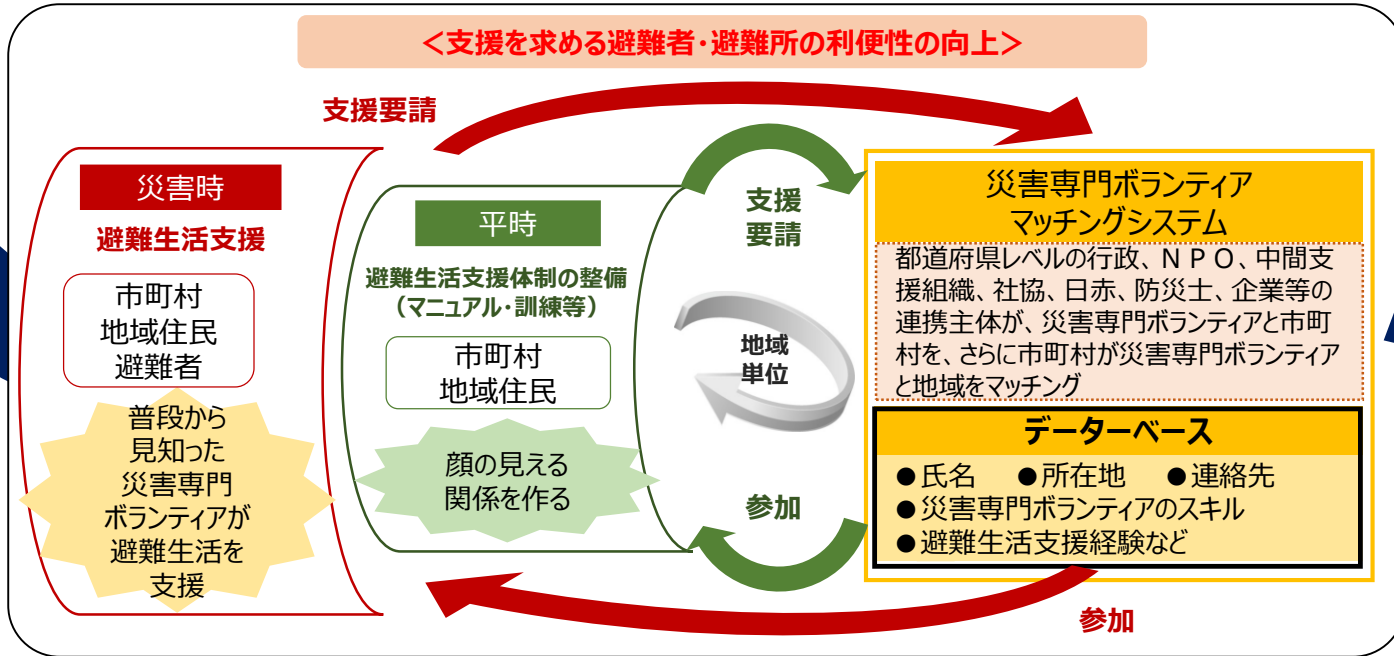 <支援を求める避難者・避難所の利便性の向上>
支援要請
災害時
避難生活支援
市町村
地域住民
避難者
普段から
見知った
災害専門
ボランティアが
避難生活を
支援
平時
避難生活支援体制の整備
(マニュアル・訓練等)
市町村
地域住民
顔の見える
関係を作る
支援
要請
地域
単位
参加
災害専門ボランティア
マッチングシステム
都道府県レベルの行政、ＮＰＯ、中間支
援組織、社協、日赤、防災士、企業等の
連携主体が、災害専門ボランティアと市町
村を、さらに市町村が災害専門ボランティア
と地域をマッチング
データーベース
●氏名　●所在地　●連絡先
●災害専門ボランティアのスキル
●避難生活支援経験など
参加